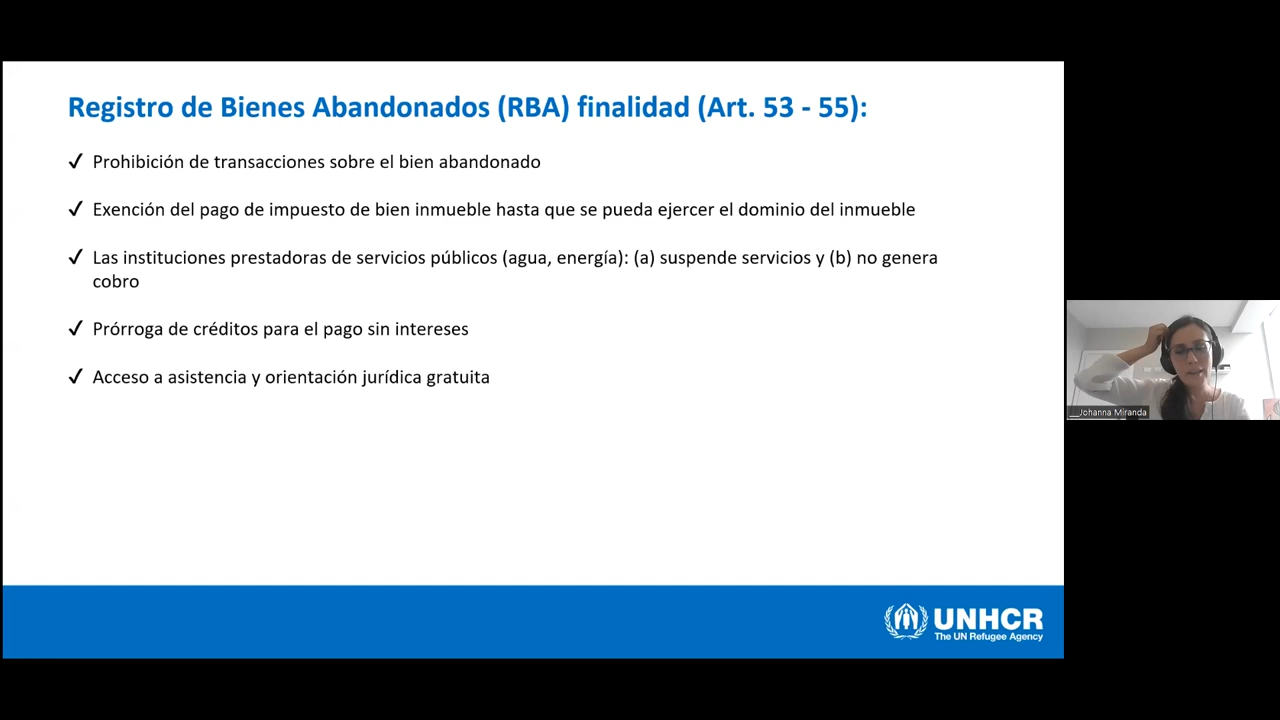 Registro de Bienes Abandonados (RBA) finalidad (Art. 53 - 55):
✓ Prohibición de transacciones sobre el bien abandonado
✓ Exención del pago de impuesto de bien inmueble hasta que se pueda ejercer el dominio del inmueble
✓ Las instituciones prestadoras de servicios públicos (agua, energía): (a) suspende servicios y (b) no genera
cobro
✓ Prórroga de créditos para el pago sin intereses
✓ Acceso a asistencia y orientación jurídica gratuita
__Johanna Miranda
UNHCR
The UN Refugee Agency